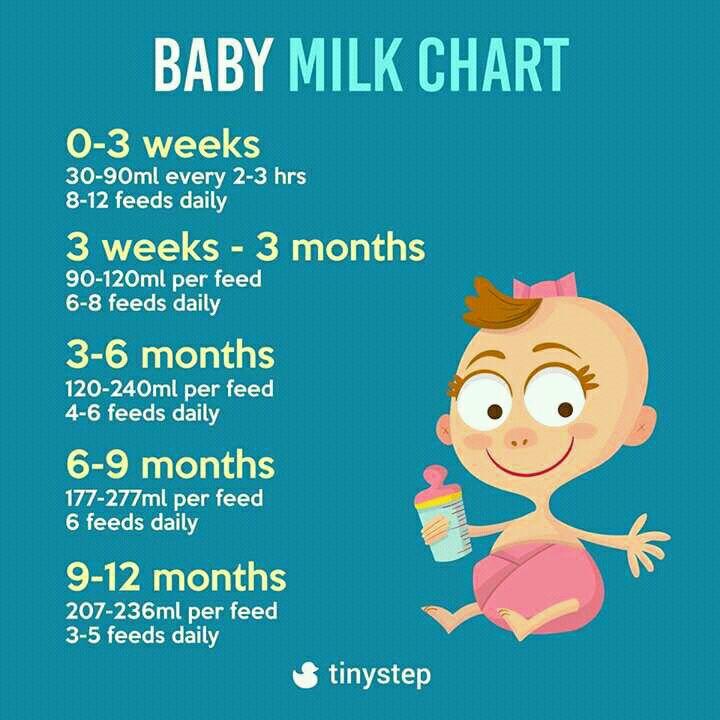 BABY MILK CHART
0-3 weeks
30-90ml every 2-3 hrs
8-12 feeds daily
3 weeks - 3 months
90-120ml per feed
6-8 feeds daily
3-6 months
120-240ml per feed
4-6 feeds daily
6-9 months
177-277ml per feed
6 feeds daily
9-12 months
207-236ml per feed
3-5 feeds daily
tinystep